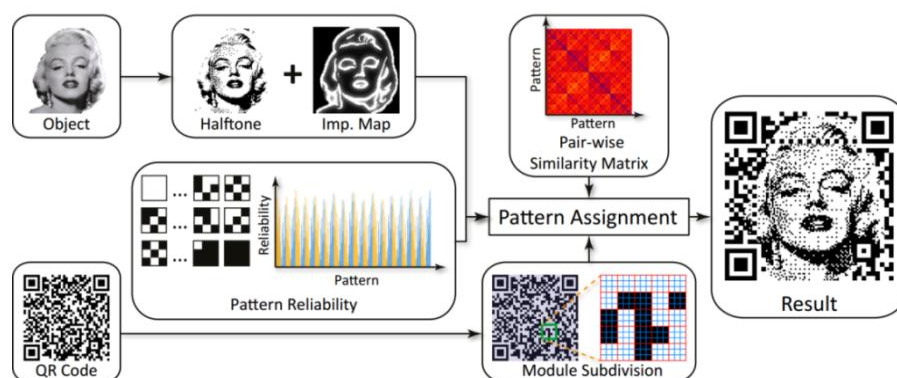 Object
Halftone
+
Imp. Map
Pattern
Pattern
Pair-wise
Similarity Matrix
...
...
...
Reliability
Pattern
Pattern Reliability
Pattern Assignment
Result
QR Code
Module Subdivision